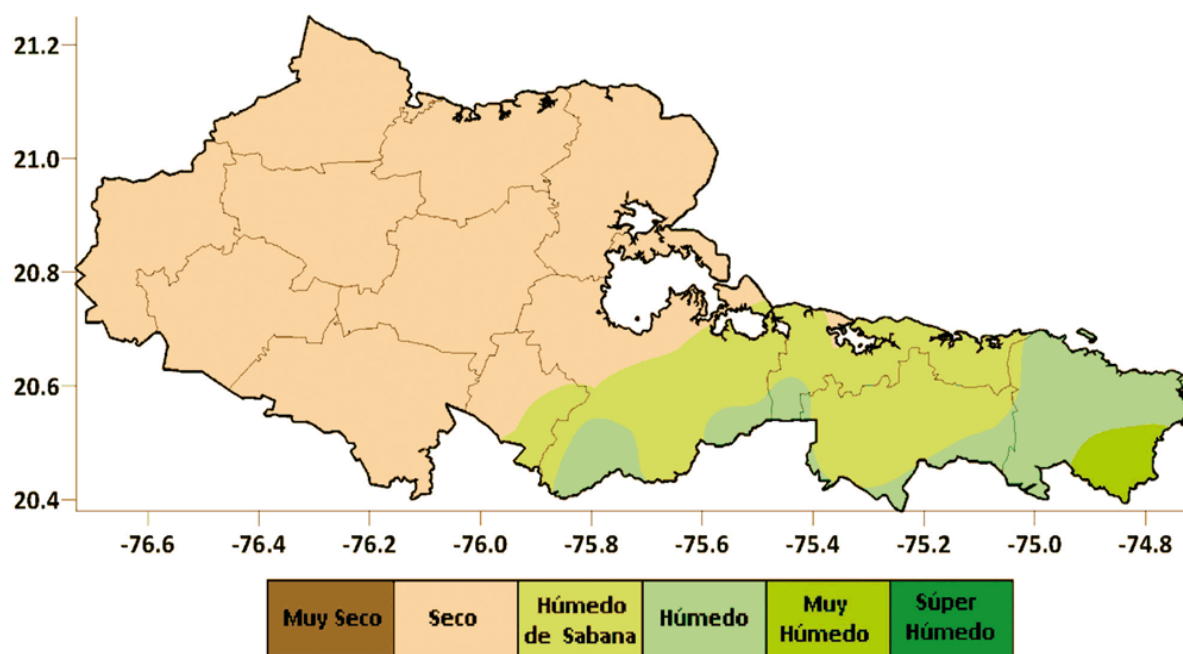 21.2
21.0
20.8
20.6
20.4
-76.6 -76.4 -76.2 -76.0 -75.8 -75.6 -75.4 -75.2 -75.0 -74.8
Muy Seco
Seco
Húmedo
de Sabana
Húmedo
Muy
Húmedo
Súper
Húmedo